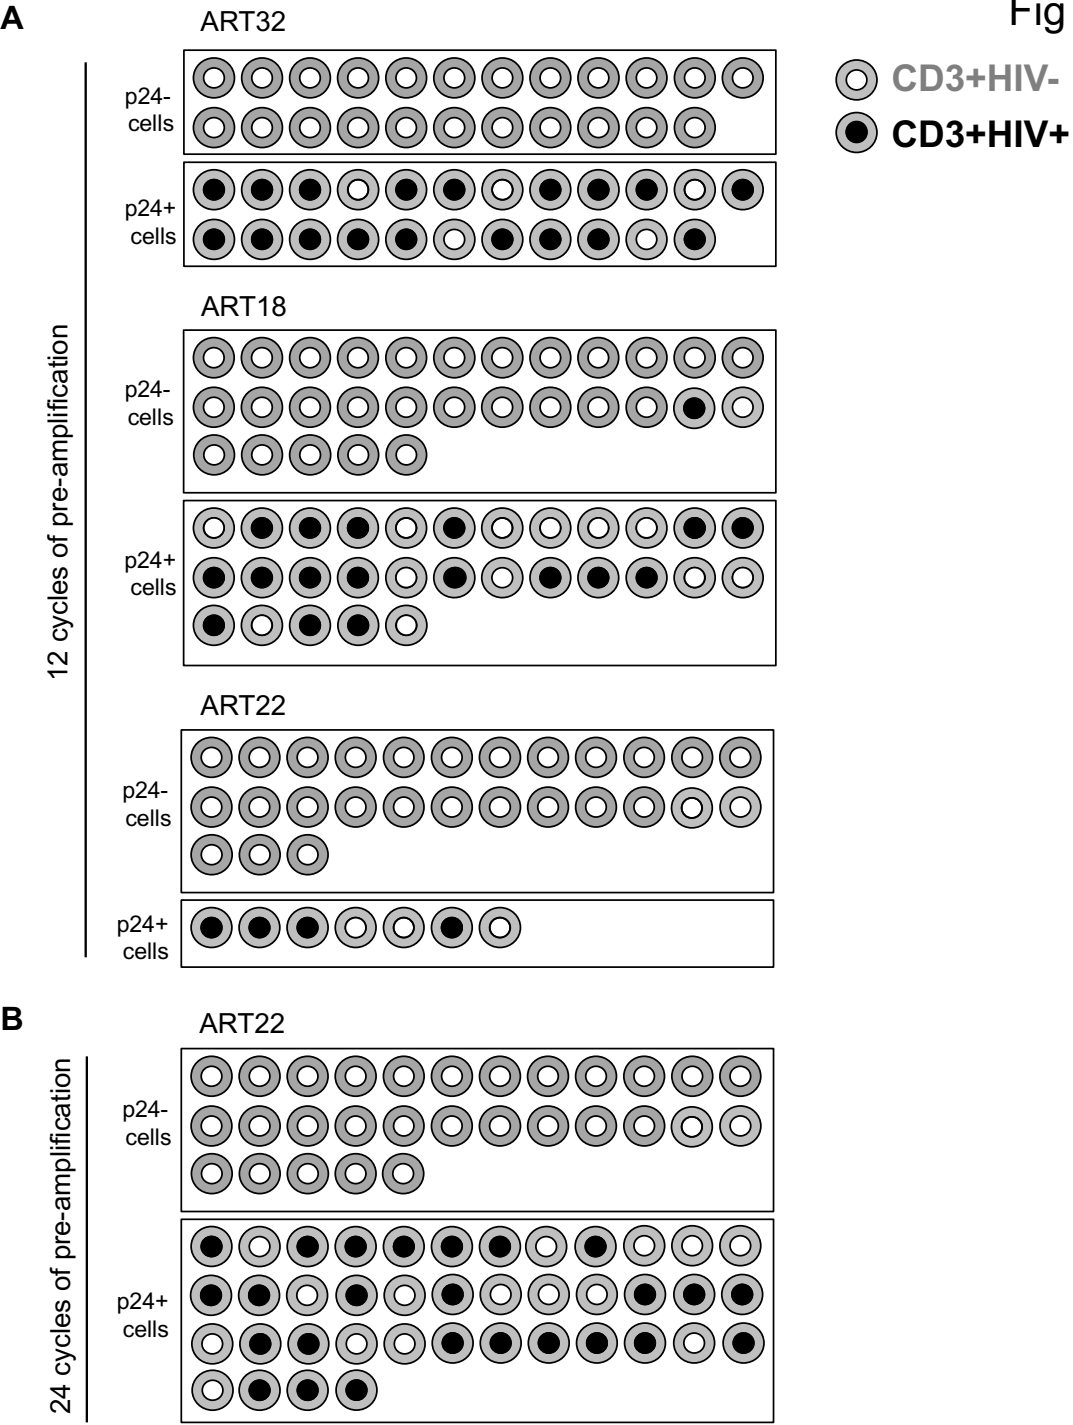 A
ART32
Fig
CD3+HIV-
CD3+HIV+
p24-
cells
p24+
cells
12 cycles of pre-amplification
ART18
p24-
cells
p24+
cells
ART22
p24-
cells
p24+
cells
B
ART22
24 cycles of pre-amplification
p24-
cells
p24+
cells